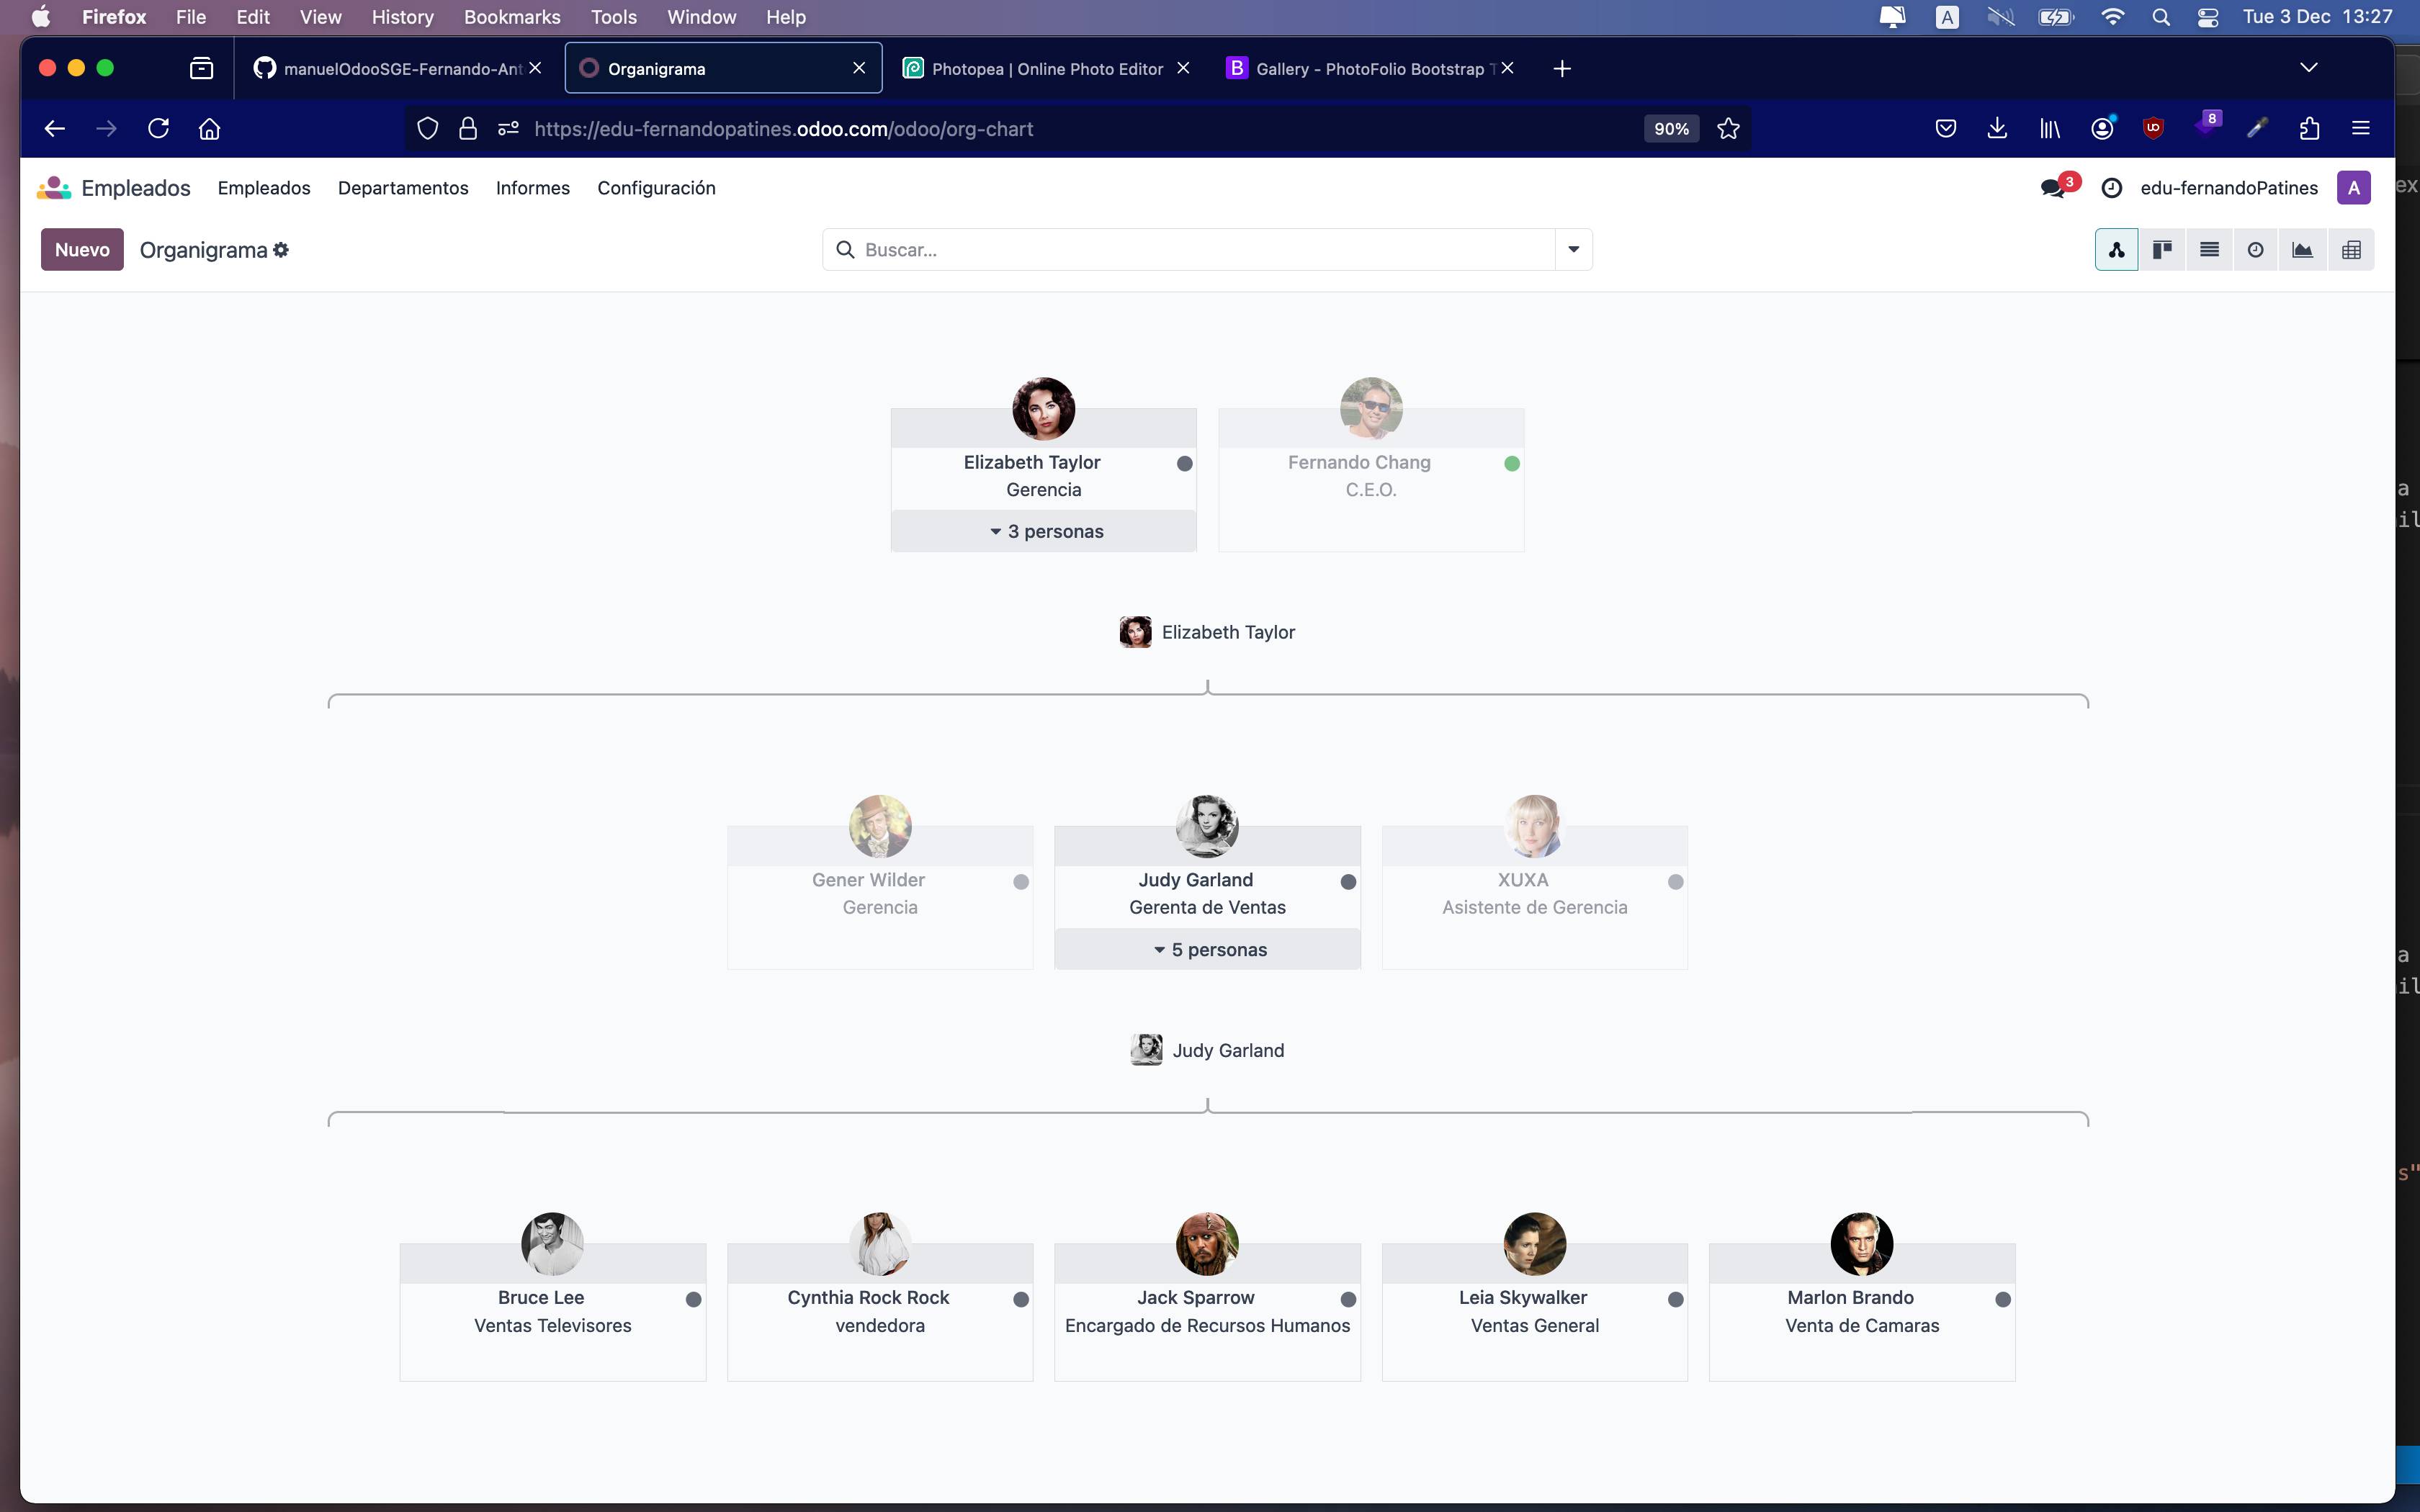 Firefox File Edit View History Bookmarks Tools Window Help A Tue 3 Dec 13:27
manuelOdooSGE-Fernando-Ant Organigrama Photopea | Online Photo Editor B Gallery - PhotoFolio Bootstrap T
https://edu-fernandopatines.odoo.com/odoo/org-chart 90% 8
Empleados Empleados Departamentos Informes Configuración 3 edu-fernandoPatines A
Nuevo Organigrama Buscar...
Elizabeth Taylor Fernando Chang
Gerencia C.E.O.
3 personas
Elizabeth Taylor
Gener Wilder Judy Garland XUXA
Gerencia Gerenta de Ventas Asistente de Gerencia
5 personas
Judy Garland
Bruce Lee Cynthia Rock Rock Jack Sparrow Leia Skywalker Marlon Brando
Ventas Televisores vendedora Encargado de Recursos Humanos Ventas General Venta de Camaras